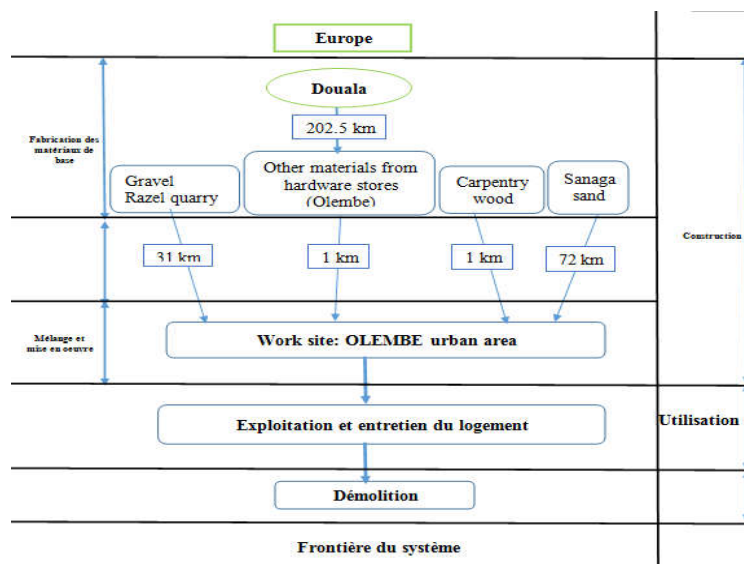 Europe
Douala
202.5 km
Fabrication des
matériaux de
base
Gravel
Razel quarry
Other materials from
hardware stores
(Olembe)
Carpentry
wood
Sanaga
sand
Construction
31 km
1 km
1 km
72 km
Mélange et
mise en oeuvre
Work site: OLEMBE urban area
Exploitation et entretien du logement
Utilisation
Démolition
Frontière du système